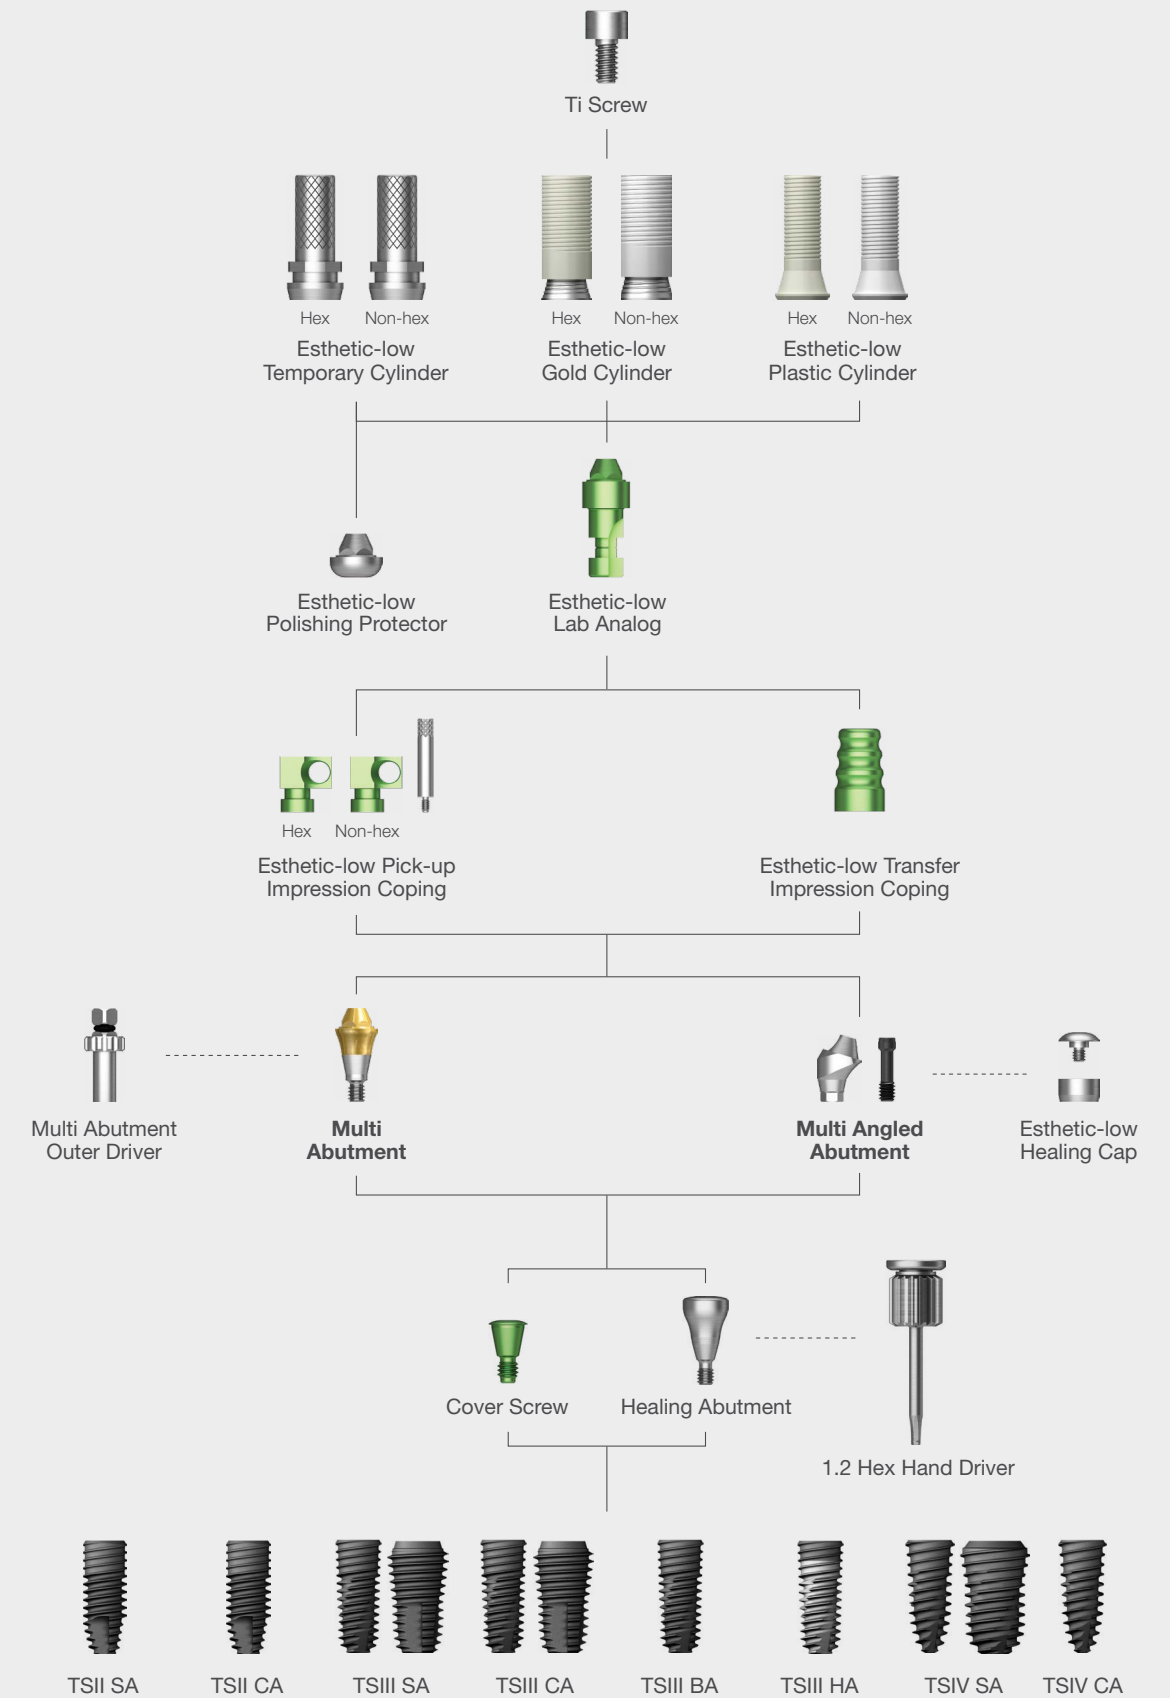 Ti Screw
Hex
Non-hex
Hex
Non-hex
Hex
Non-hex
Esthetic-low
Temporary Cylinder
Esthetic-low
Gold Cylinder
Esthetic-low
Plastic Cylinder
Esthetic-low
Polishing Protector
Esthetic-low
Lab Analog
Hex
Non-hex
Esthetic-low Pick-up
Impression Coping
Esthetic-low Transfer
Impression Coping
Multi Abutment
Outer Driver
Multi
Abutment
Multi Angled
Abutment
Esthetic-low
Healing Cap
Cover Screw
Healing Abutment
1.2 Hex Hand Driver
TSII SA
TSII CA
TSIII SA
TSIII CA
TSIII BA
TSIII HA
TSIV SA
TSIV CA